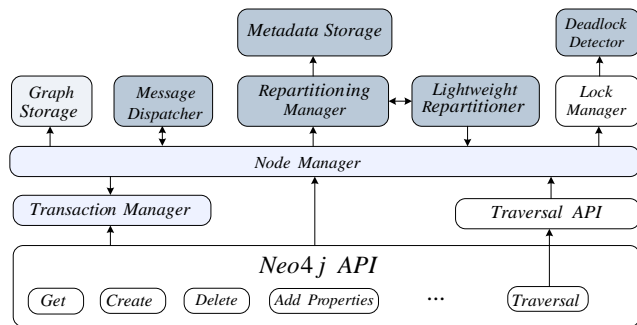 Metadata Storage
Deadlock
Detector
Graph
Storage
Message
Dispatcher
Repartitioning
Manager
Lightweight
Repartitioner
Lock
Manager
Node Manager
Transaction Manager
Traversal API
Neo4j API
Get
Create
Delete
Add Properties
...
Traversal